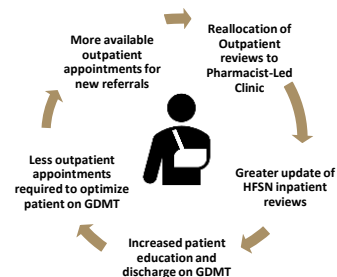 More available
outpatient
appointments for
new referrals
Reallocation of
Outpatient
reviews to
Pharmacist-Led
Clinic
Greater update of
HFSN inpatient
reviews
Increased patient
education and
discharge on GDMT
Less outpatient
appointments
required to optimize
patient on GDMT